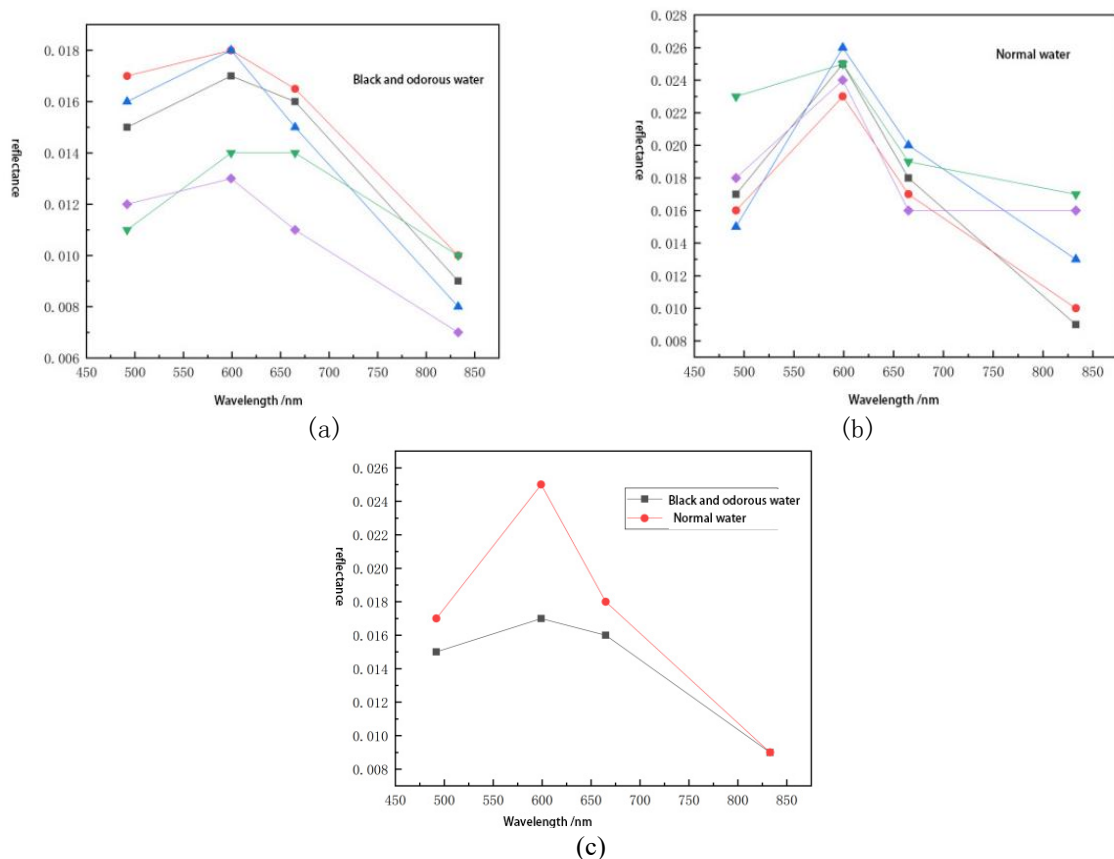 0. 018
0. 016
0. 014
0. 012
0. 010
0. 008
0. 006
reflectance
Black and odorous water
450 500 550 600 650 700 750 800 850
Wavelength /nm
(a)
0. 028
0. 026
0. 024
0. 022
0. 020
0. 018
0. 016
0. 014
0. 012
0. 010
0. 008
reflectance
Normal water
450 500 550 600 650 700 750 800 850
Wavelength /nm
(b)
0. 026
0. 024
0. 022
0. 020
0. 018
0. 016
0. 014
0. 012
0. 010
0. 008
reflectance
Black and odorous water
Normal water
450 500 550 600 650 700 750 800 850
Wavelength /nm
(c)